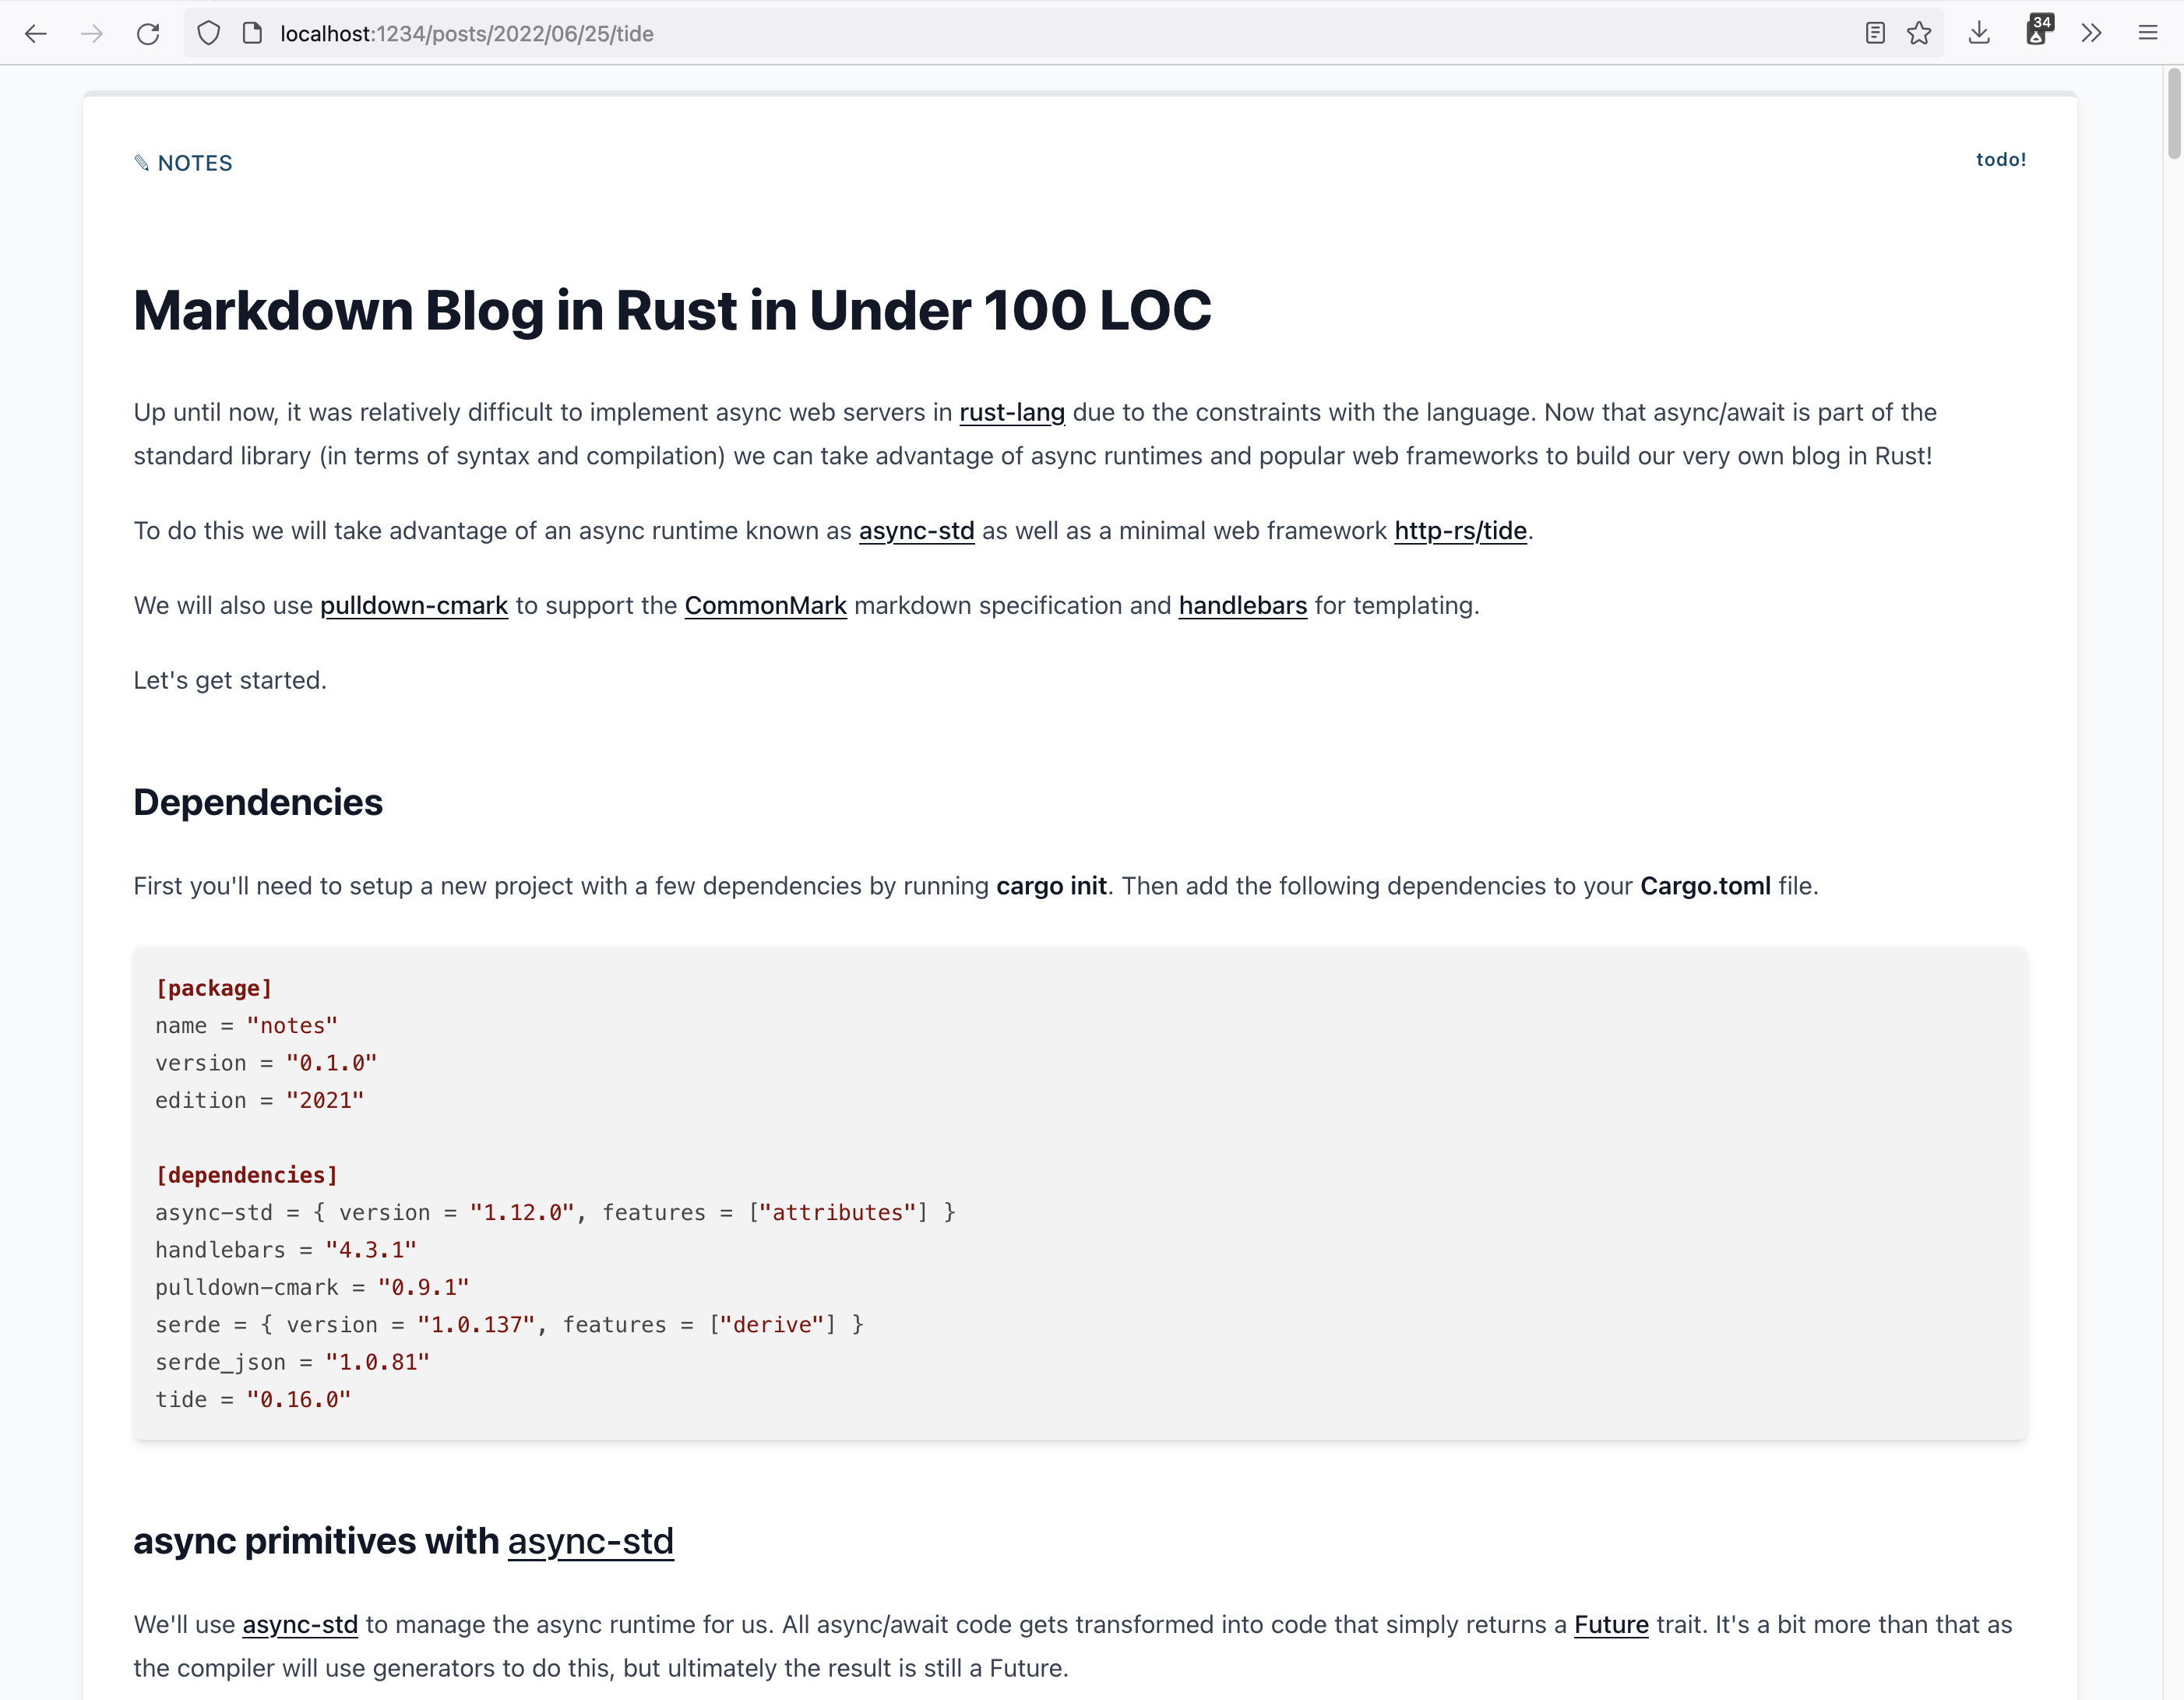 localhost:1234/posts/2022/06/25/tide
34
✎ NOTES
todo!
Markdown Blog in Rust in Under 100 LOC
Up until now, it was relatively difficult to implement async web servers in rust-lang due to the constraints with the language. Now that async/await is part of the
standard library (in terms of syntax and compilation) we can take advantage of async runtimes and popular web frameworks to build our very own blog in Rust!
To do this we will take advantage of an async runtime known as async-std as well as a minimal web framework http-rs/tide.
We will also use pulldown-cmark to support the CommonMark markdown specification and handlebars for templating.
Let's get started.
Dependencies
First you'll need to setup a new project with a few dependencies by running cargo init. Then add the following dependencies to your Cargo.toml file.
[package]
name = "notes"
version = "0.1.0"
edition = "2021"
[dependencies]
async-std = { version = "1.12.0", features = ["attributes"] }
handlebars = "4.3.1"
pulldown-cmark = "0.9.1"
serde = { version = "1.0.137", features = ["derive"] }
serde_json = "1.0.81"
tide = "0.16.0"
async primitives with async-std
We'll use async-std to manage the async runtime for us. All async/await code gets transformed into code that simply returns a Future trait. It's a bit more than that as
the compiler will use generators to do this, but ultimately the result is still a Future.